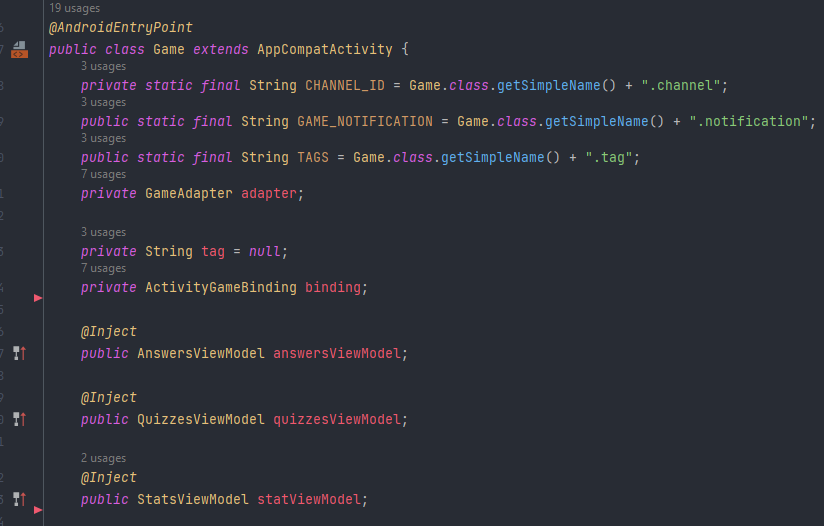 19 usages
@AndroidEntryPoint
public class Game extends AppCompatActivity {
3 usages
private static final String CHANNEL_ID = Game.class.getSimpleName() + ".channel";
3 usages
public static final String GAME_NOTIFICATION = Game.class.getSimpleName() + ".notification";
3 usages
public static final String TAGS = Game.class.getSimpleName() + ".tag";
7 usages
private GameAdapter adapter;
3 usages
private String tag = null;
7 usages
private ActivityGameBinding binding;
@Inject
public AnswersViewModel answersViewModel;
@Inject
public QuizzesViewModel quizzesViewModel;
2 usages
@Inject
public StatsViewModel statViewModel;